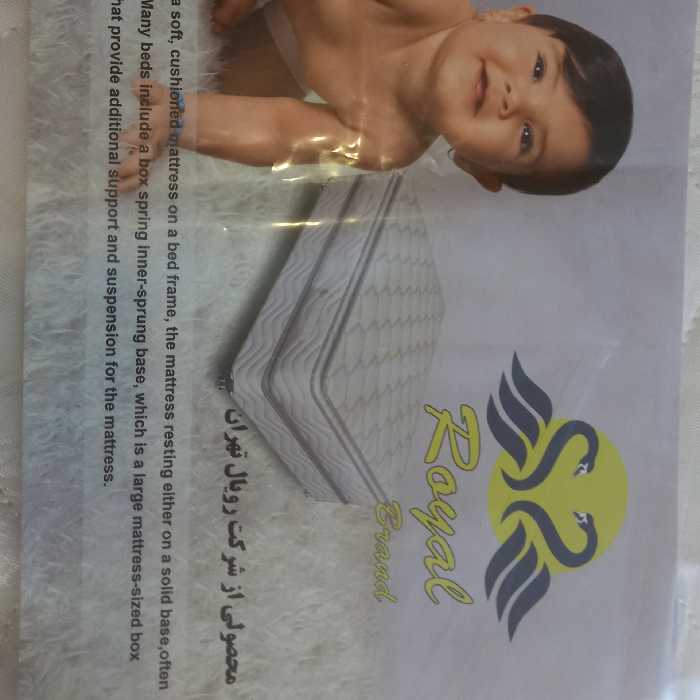 Royal
Brand
محصولی از شرکت رویال تهران
a soft, cushioned mattress on a bed frame, the mattress resting either on a solid base,often
Many beds include a box spring inner-sprung base, which is a large mattress-sized box
hat provide additional support and suspension for the mattress.